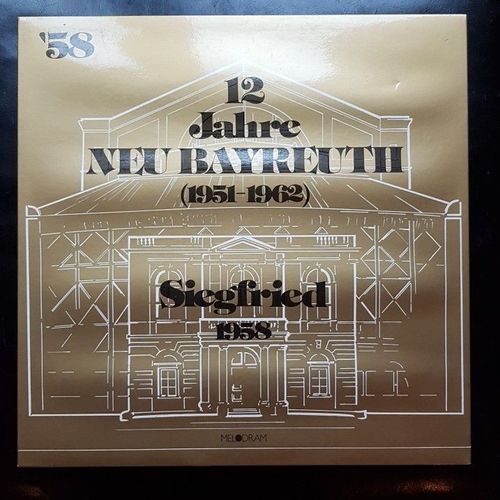 '58
12
Jahre
NEU BAYREUTH
(1951-1962)
Siegfried
1958
MELODRAM